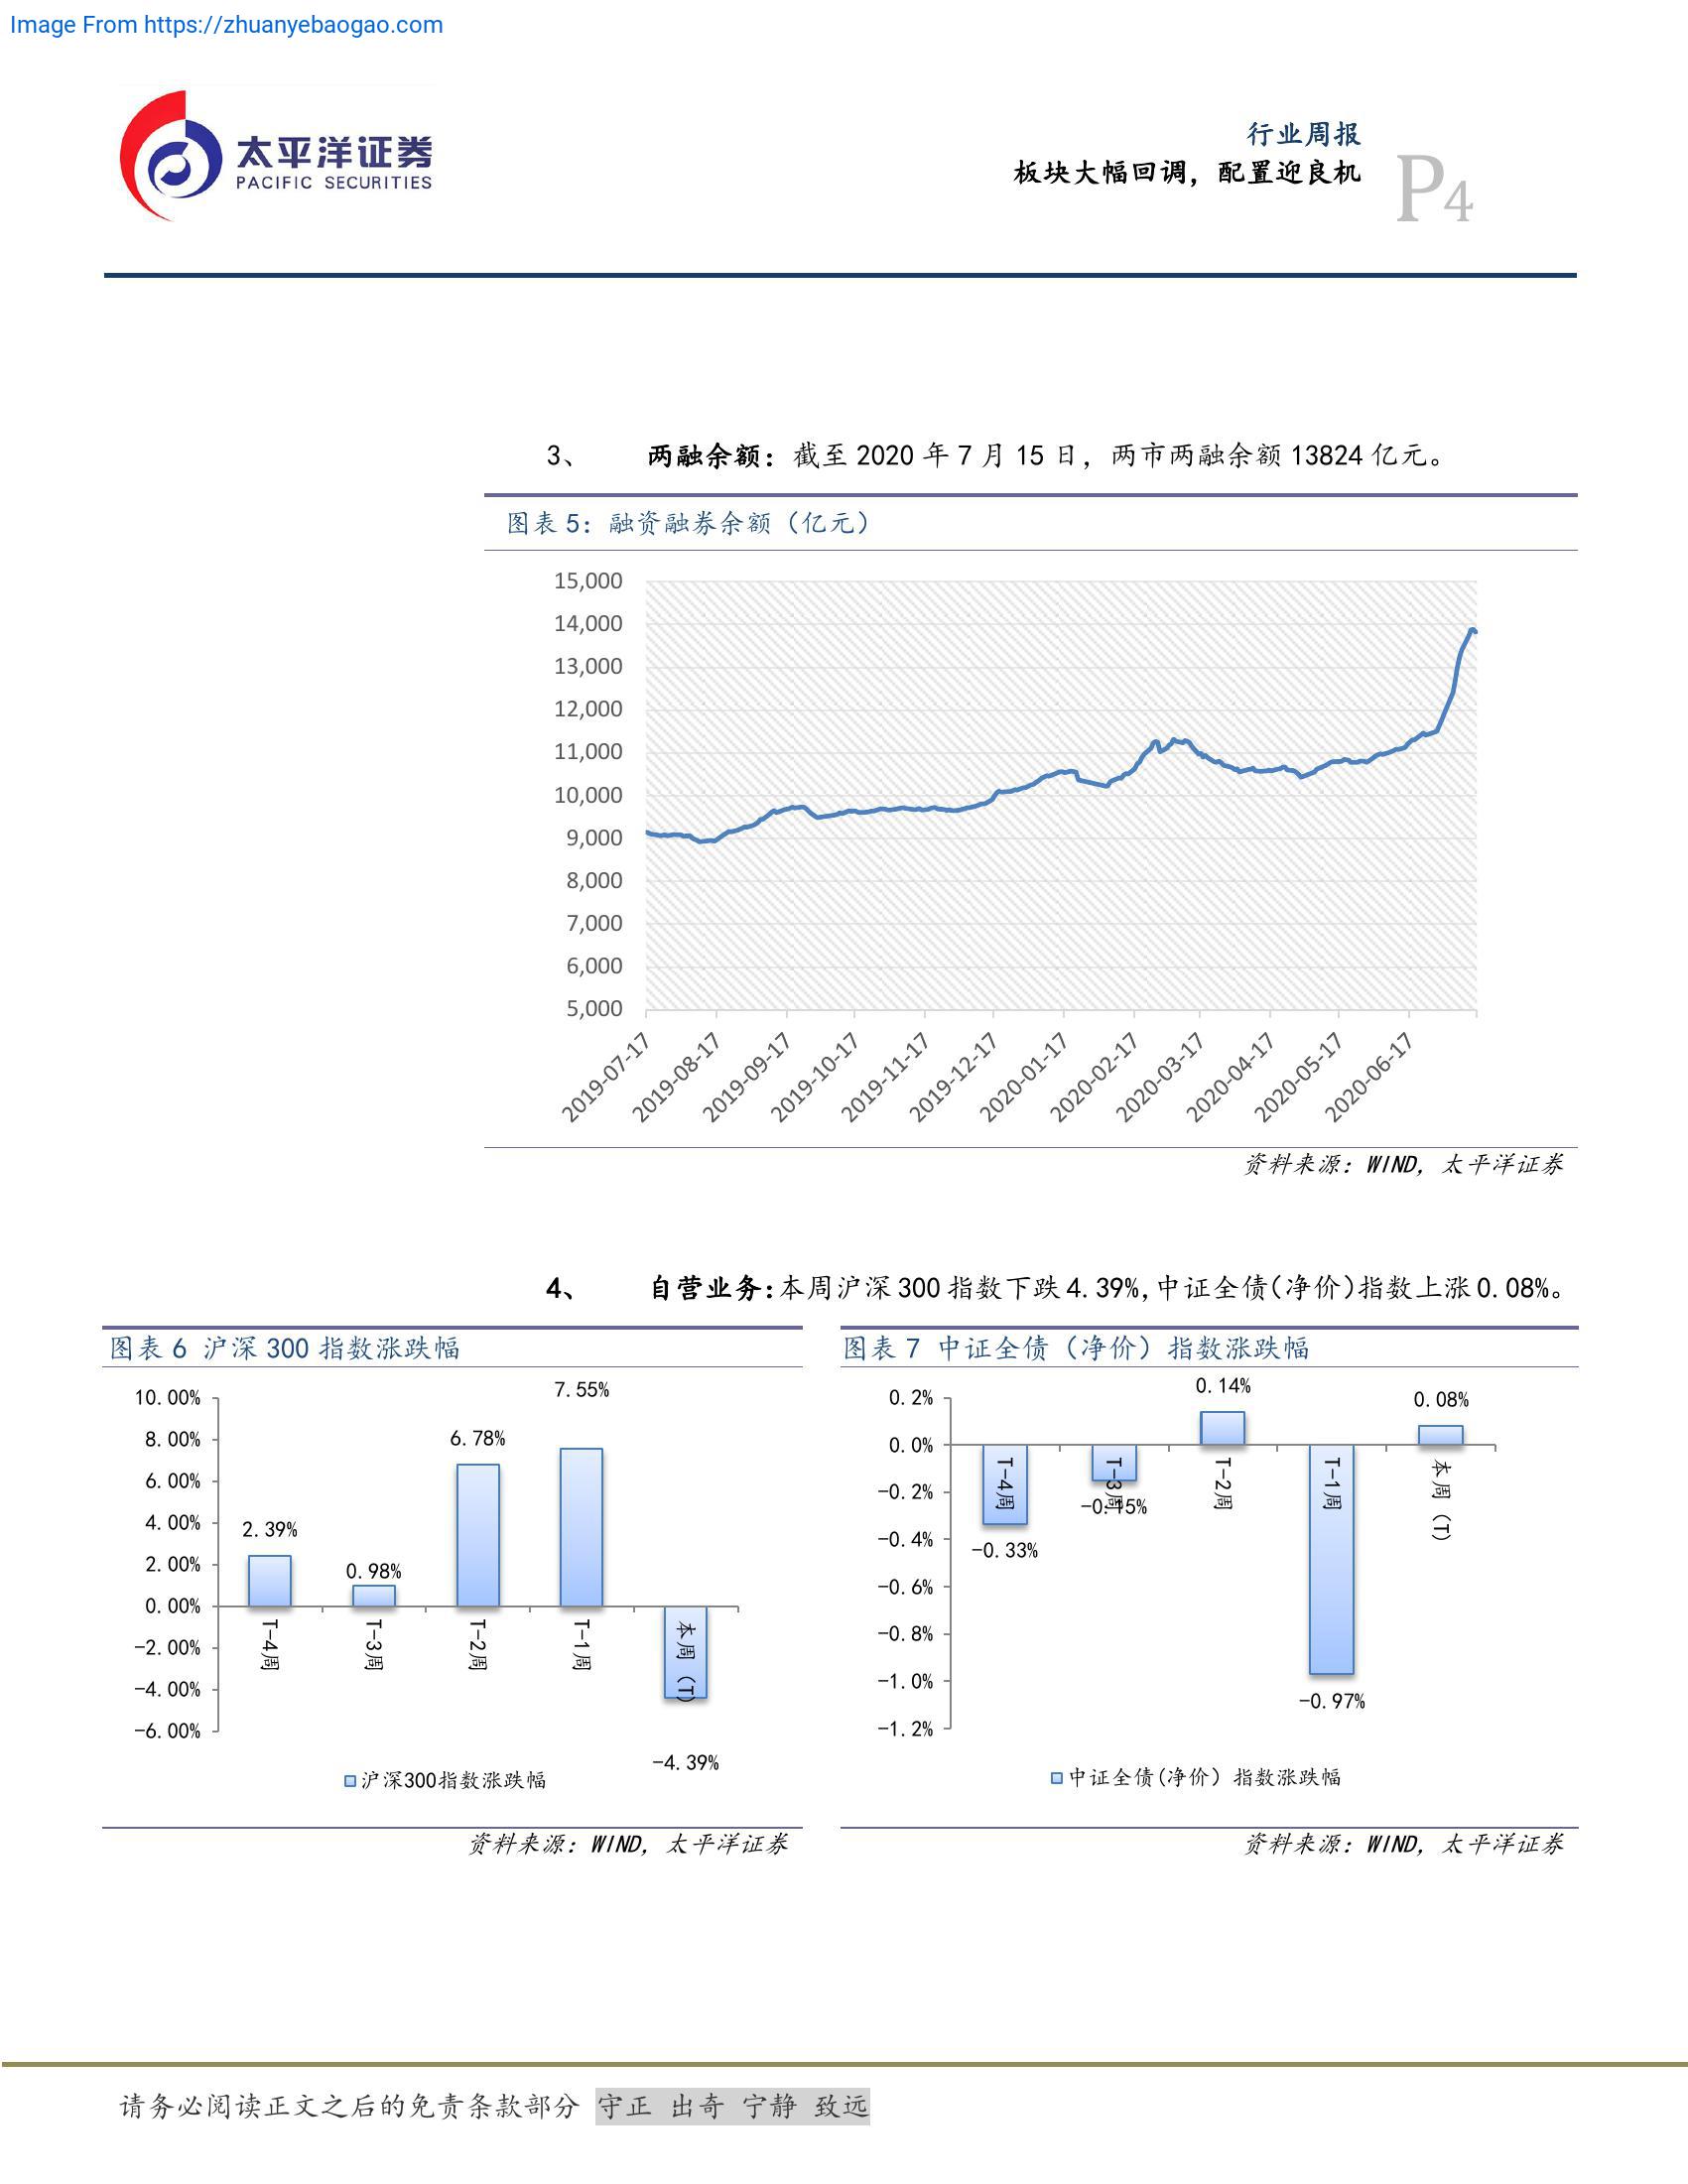 Image From https://zhuanyebaogao.com
太平洋证券
PACIFIC SECURITIES
行业周报
板块大幅回调，配置迎良机
P4
3、 两融余额：截至 2020 年 7 月 15 日，两市两融余额 13824 亿元。
图表 5：融资融券余额（亿元）
15,000
14,000
13,000
12,000
11,000
10,000
9,000
8,000
7,000
6,000
5,000
2019-07-17
2019-08-17
2019-09-17
2019-10-17
2019-11-17
2019-12-17
2020-01-17
2020-02-17
2020-03-17
2020-04-17
2020-05-17
2020-06-17
资料来源：WIND，太平洋证券
4、 自营业务：本周沪深 300 指数下跌 4.39%,中证全债(净价)指数上涨 0.08%。
图表 6 沪深 300 指数涨跌幅
10.00%
8.00%
6.00%
4.00%
2.00%
0.00%
-2.00%
-4.00%
-6.00%
2.39%
0.98%
6.78%
7.55%
-4.39%
T-4周
T-3周
T-2周
T-1周
本周（T）
沪深300指数涨跌幅
资料来源：WIND，太平洋证券
图表 7 中证全债（净价）指数涨跌幅
0.2%
0.0%
-0.2%
-0.4%
-0.6%
-0.8%
-1.0%
-1.2%
-0.33%
-0.15%
0.14%
-0.97%
0.08%
T-4周
T-3周
T-2周
T-1周
本周（T）
中证全债(净价）指数涨跌幅
资料来源：WIND，太平洋证券
请务必阅读正文之后的免责条款部分 守正 出奇 宁静 致远